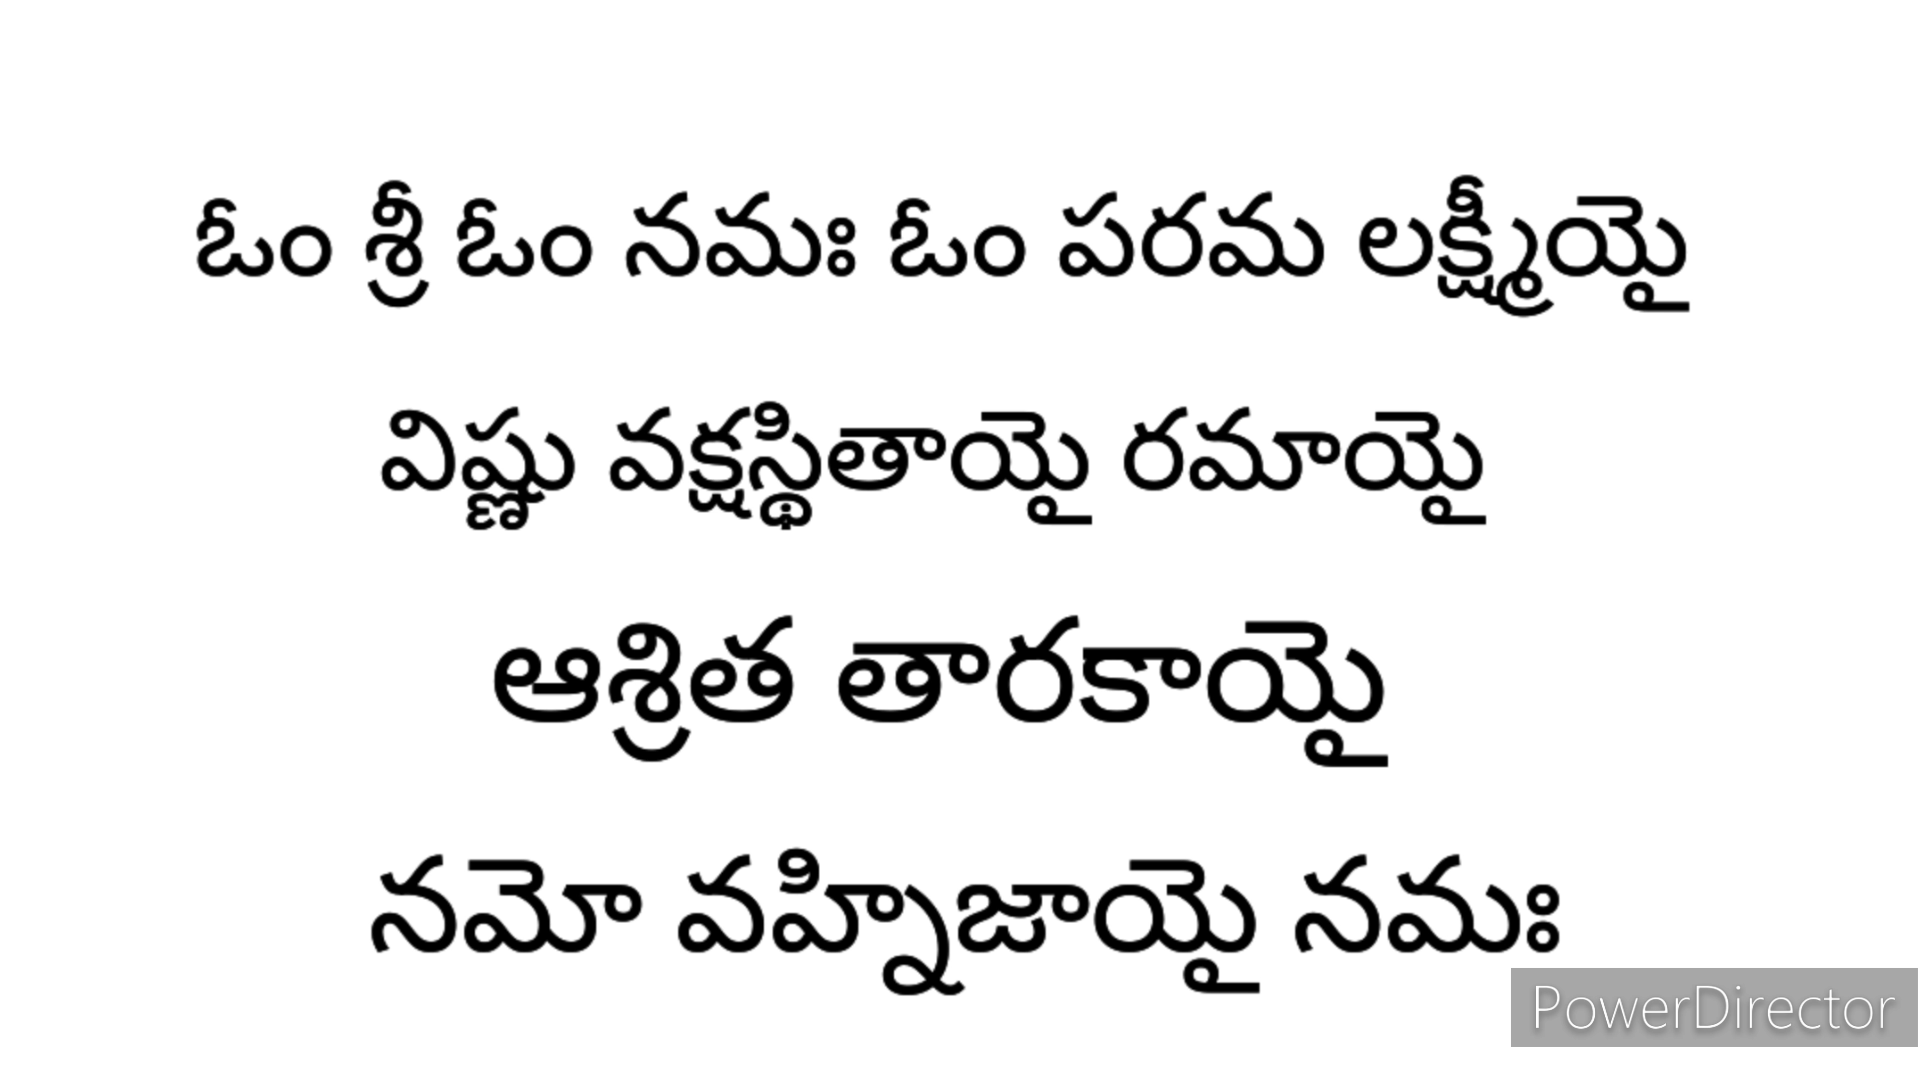 ఓం శ్రీ ఓం నమః ఓం పరమ లక్ష్మీయై
విష్ణు వక్షస్థితాయై రమాయై
ఆశ్రిత తారకాయై
నమో వహ్నిజాయై నమః
PowerDirector